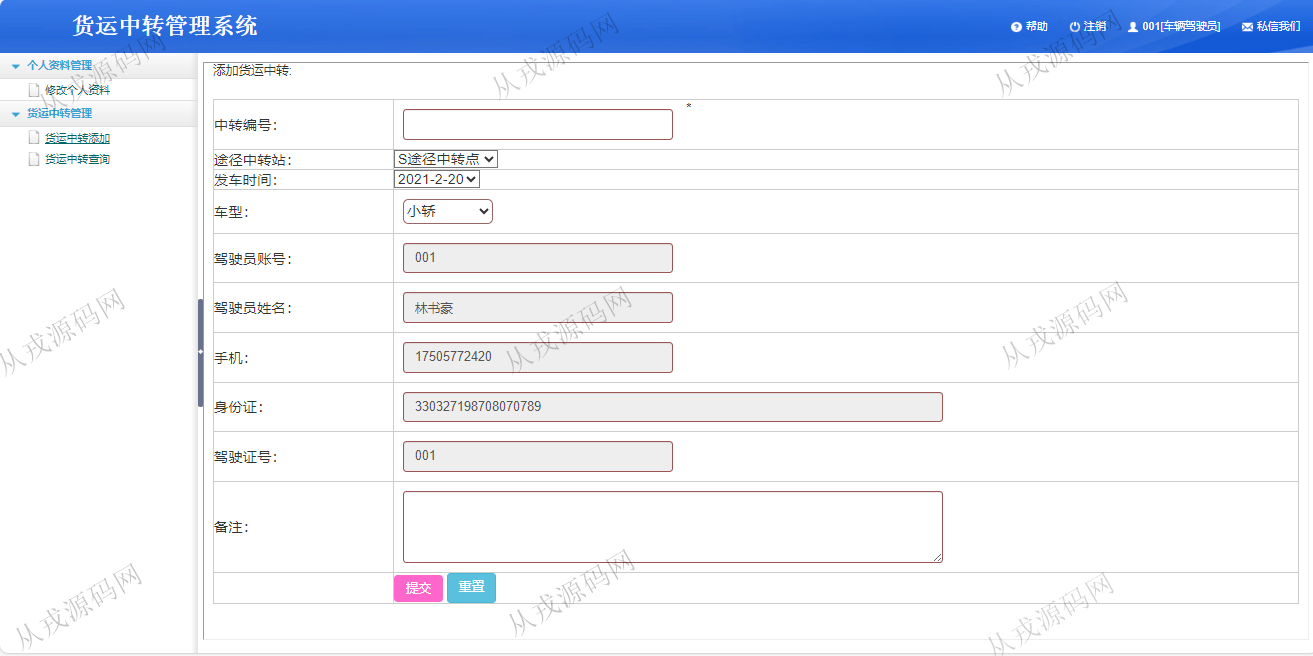 货运中转管理系统
帮助 注销 001[车辆驾驶员] 私信我们
个人资料管理
修改个人资料
货运中转管理
货运中转添加
货运中转查询
添加货运中转:
中转编号: *
途径中转站: S途径中转点
发车时间: 2021-2-20
车型: 小轿
驾驶员账号: 001
驾驶员姓名: 林书豪
手机: 17505772420
身份证: 330327198708070789
驾驶证号: 001
备注:
提交 重置
从戎源码网
从戎源码网
从戎源码网
从戎源码网
从戎源码网
从戎源码网
从戎源码网
从戎源码网
从戎源码网